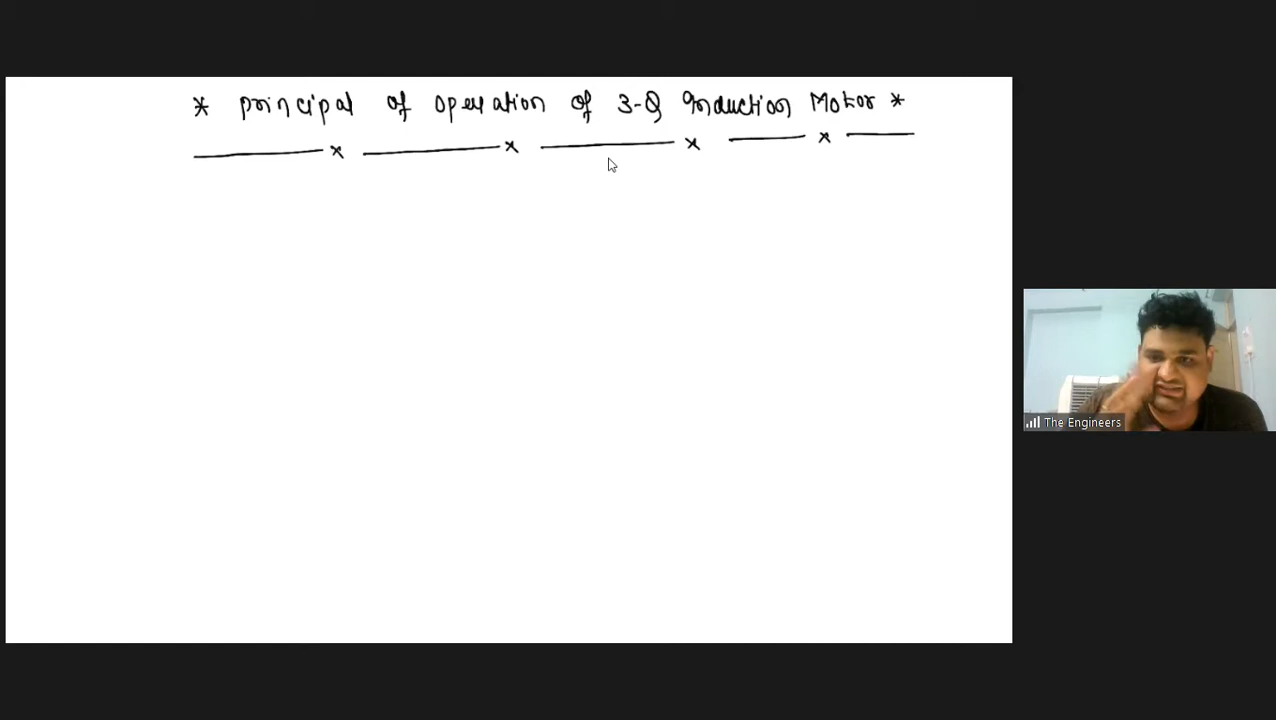 * principal of operation of 3-Φ Induction Motor *
The Engineers